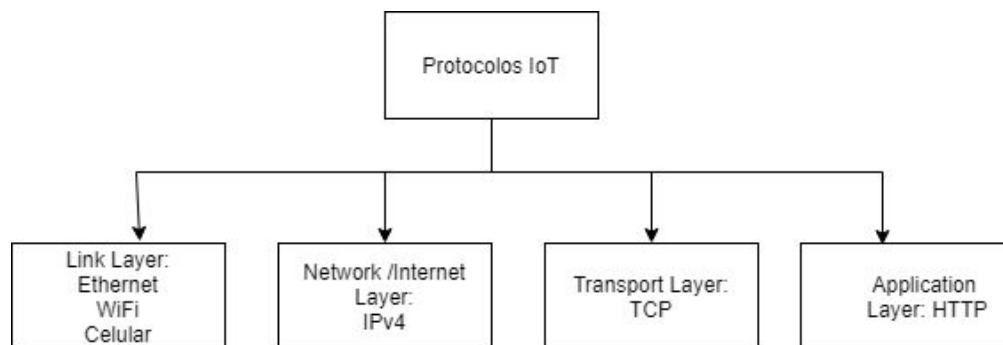 Protocolos IoT
Link Layer:
Ethernet
WiFi
Celular
Network /Internet
Layer:
IPv4
Transport Layer:
TCP
Application
Layer: HTTP